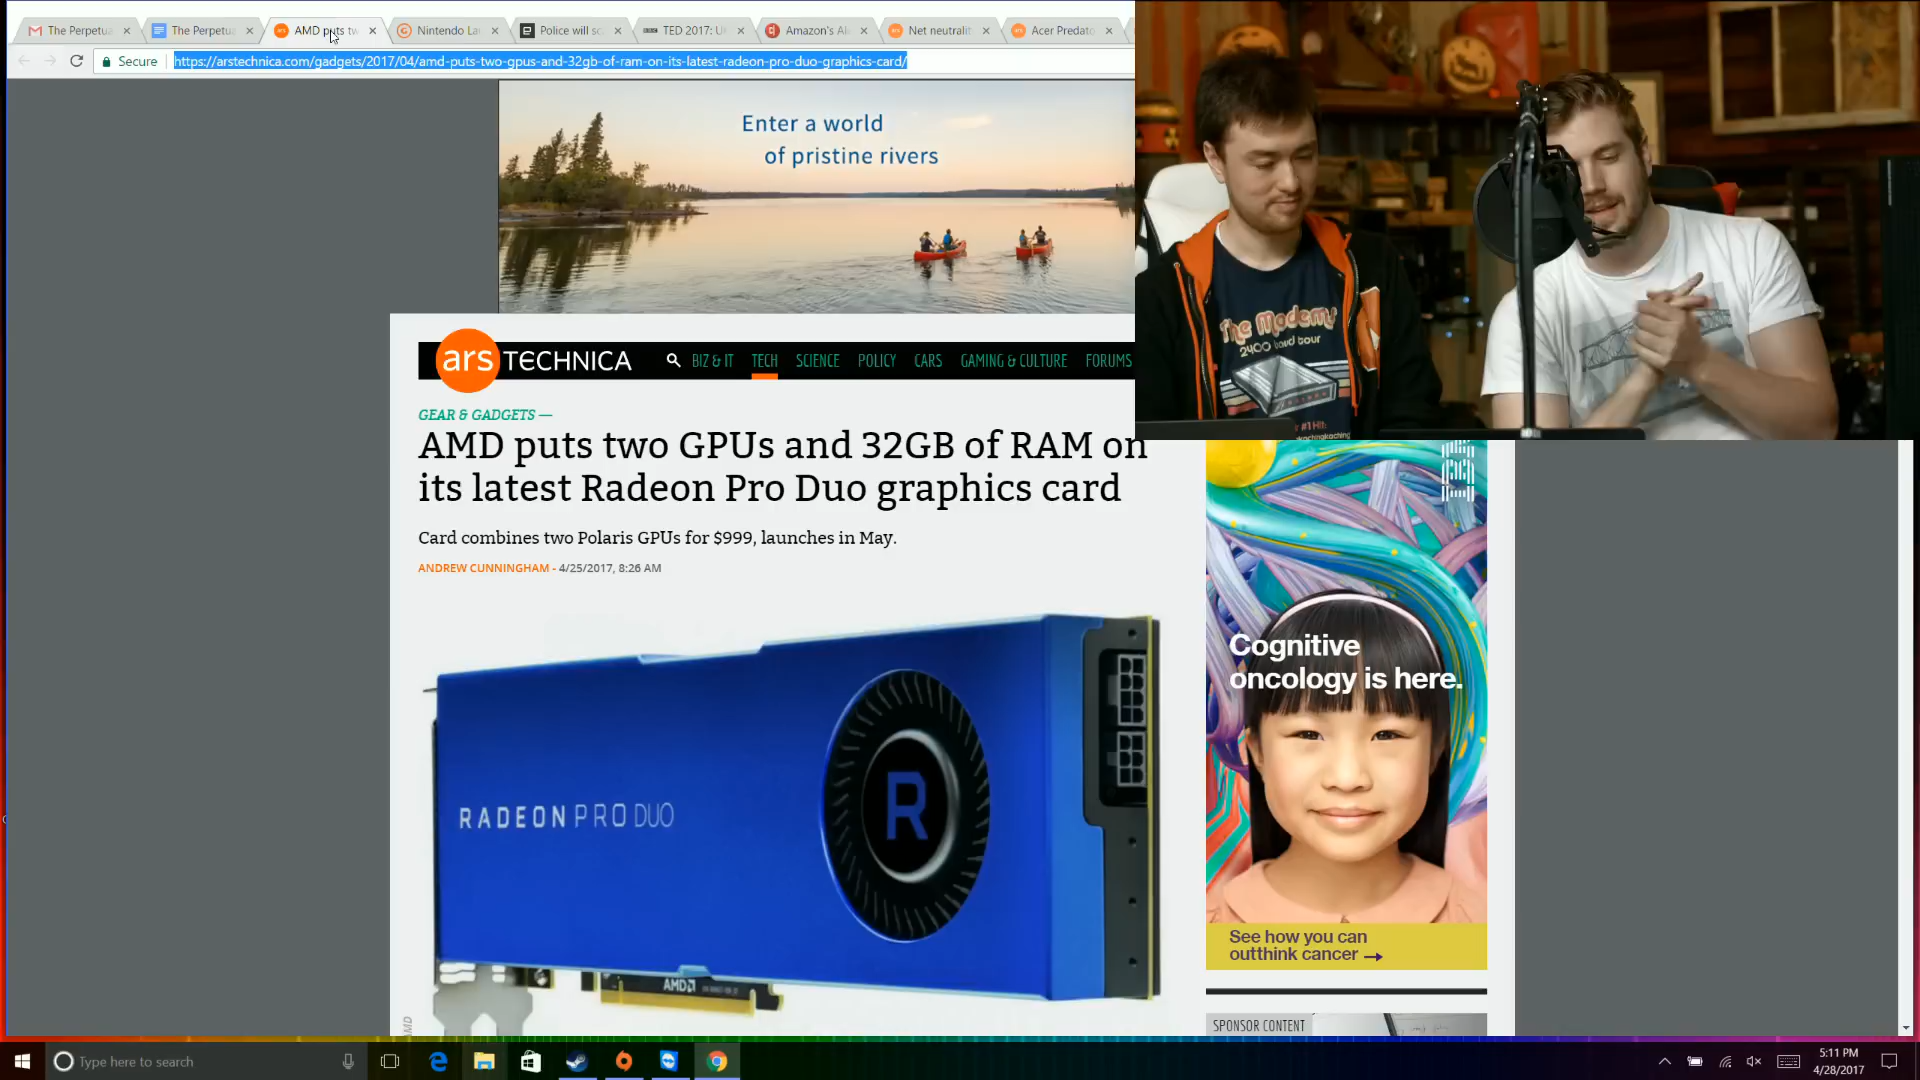 The Perpetua
The Perpetua
AMD puts tw
Nintendo La
Police will sc
TED 2017: U
Amazon's Al
Net neutralit
Acer Predato
Secure
https://arstechnica.com/gadgets/2017/04/amd-puts-two-gpus-and-32gb-of-ram-on-its-latest-radeon-pro-duo-graphics-card/
Enter a world
of pristine rivers
ars TECHNICA
BIZ & IT
TECH
SCIENCE
POLICY
CARS
GAMING & CULTURE
FORUMS
The Modems
2400 baud tour
GEAR & GADGETS —
AMD puts two GPUs and 32GB of RAM on
its latest Radeon Pro Duo graphics card
Card combines two Polaris GPUs for $999, launches in May.
ANDREW CUNNINGHAM - 4/25/2017, 8:26 AM
RADEON PRO DUO
R
AMD
AMD
Cognitive
oncology is here.
See how you can
outthink cancer →
SPONSOR CONTENT
Type here to search
5:11 PM
4/28/2017